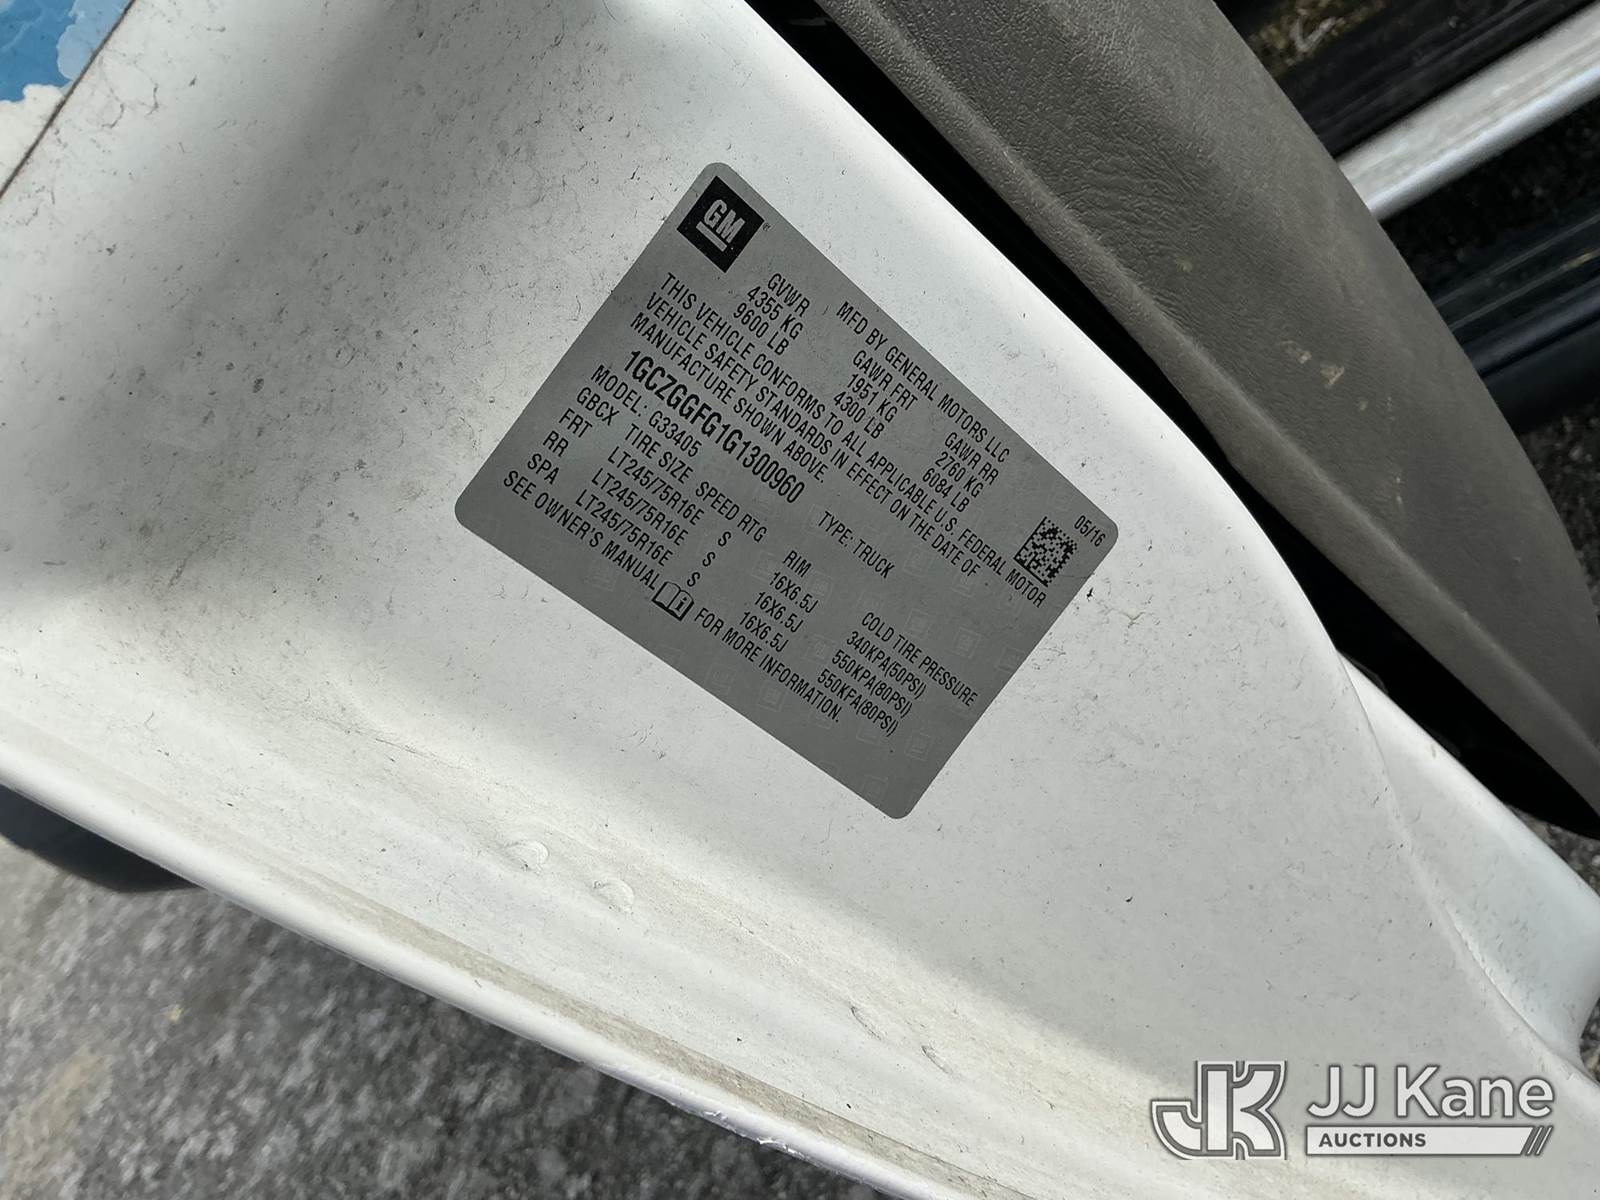 GM
MFD BY GENERAL MOTORS LLC 05/16
GVWR GAWR FRT GAWR RR
4355 KG 1951 KG 2760 KG
9600 LB 4300 LB 6084 LB
THIS VEHICLE CONFORMS TO ALL APPLICABLE U.S. FEDERAL MOTOR
VEHICLE SAFETY STANDARDS IN EFFECT ON THE DATE OF
MANUFACTURE SHOWN ABOVE.
1GCZGGFG1G1300960 TYPE: TRUCK
MODEL: G33405
GBCX TIRE SIZE SPEED RTG RIM COLD TIRE PRESSURE
FRT LT245/75R16E S 16X6.5J 340KPA(50PSI)
RR LT245/75R16E S 16X6.5J 550KPA(80PSI)
SPA LT245/75R16E S 16X6.5J 550KPA(80PSI)
SEE OWNER'S MANUAL FOR MORE INFORMATION.
JK JJ Kane
AUCTIONS